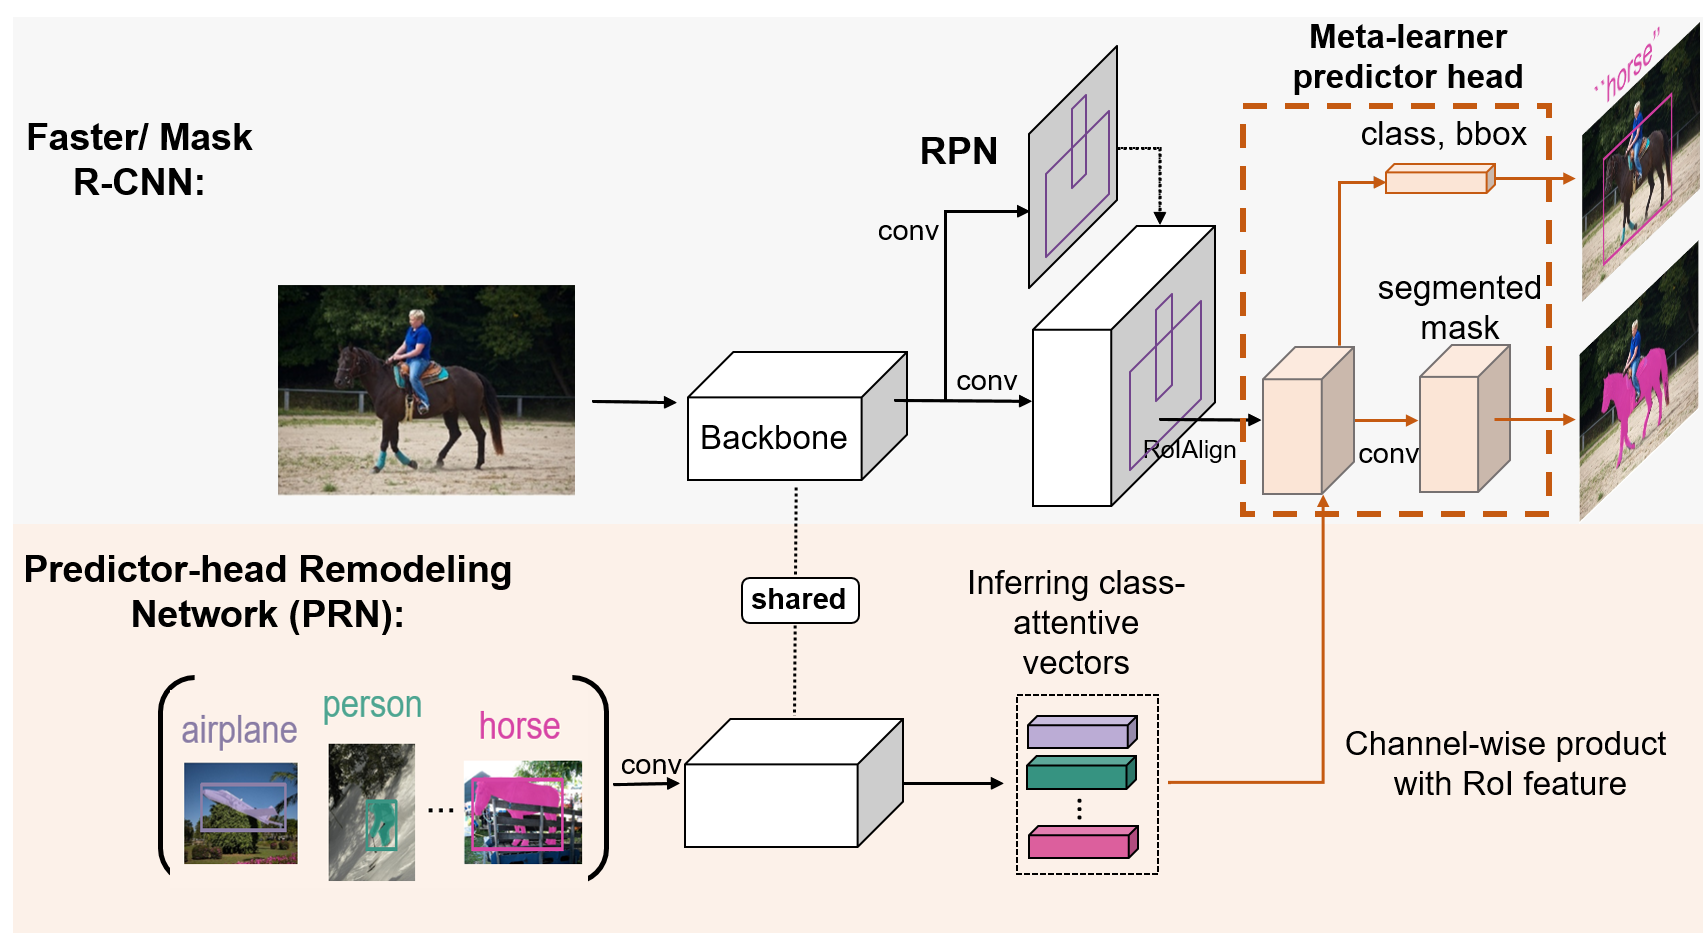 Faster/ Mask
R-CNN:
RPN
conv
conv
Backbone
RoIAlign
Meta-learner
predictor head
class, bbox
segmented
mask
conv
``horse”
shared
Predictor-head Remodeling
Network (PRN):
airplane
person
...
horse
conv
Inferring class-
attentive
vectors
Channel-wise product
with RoI feature